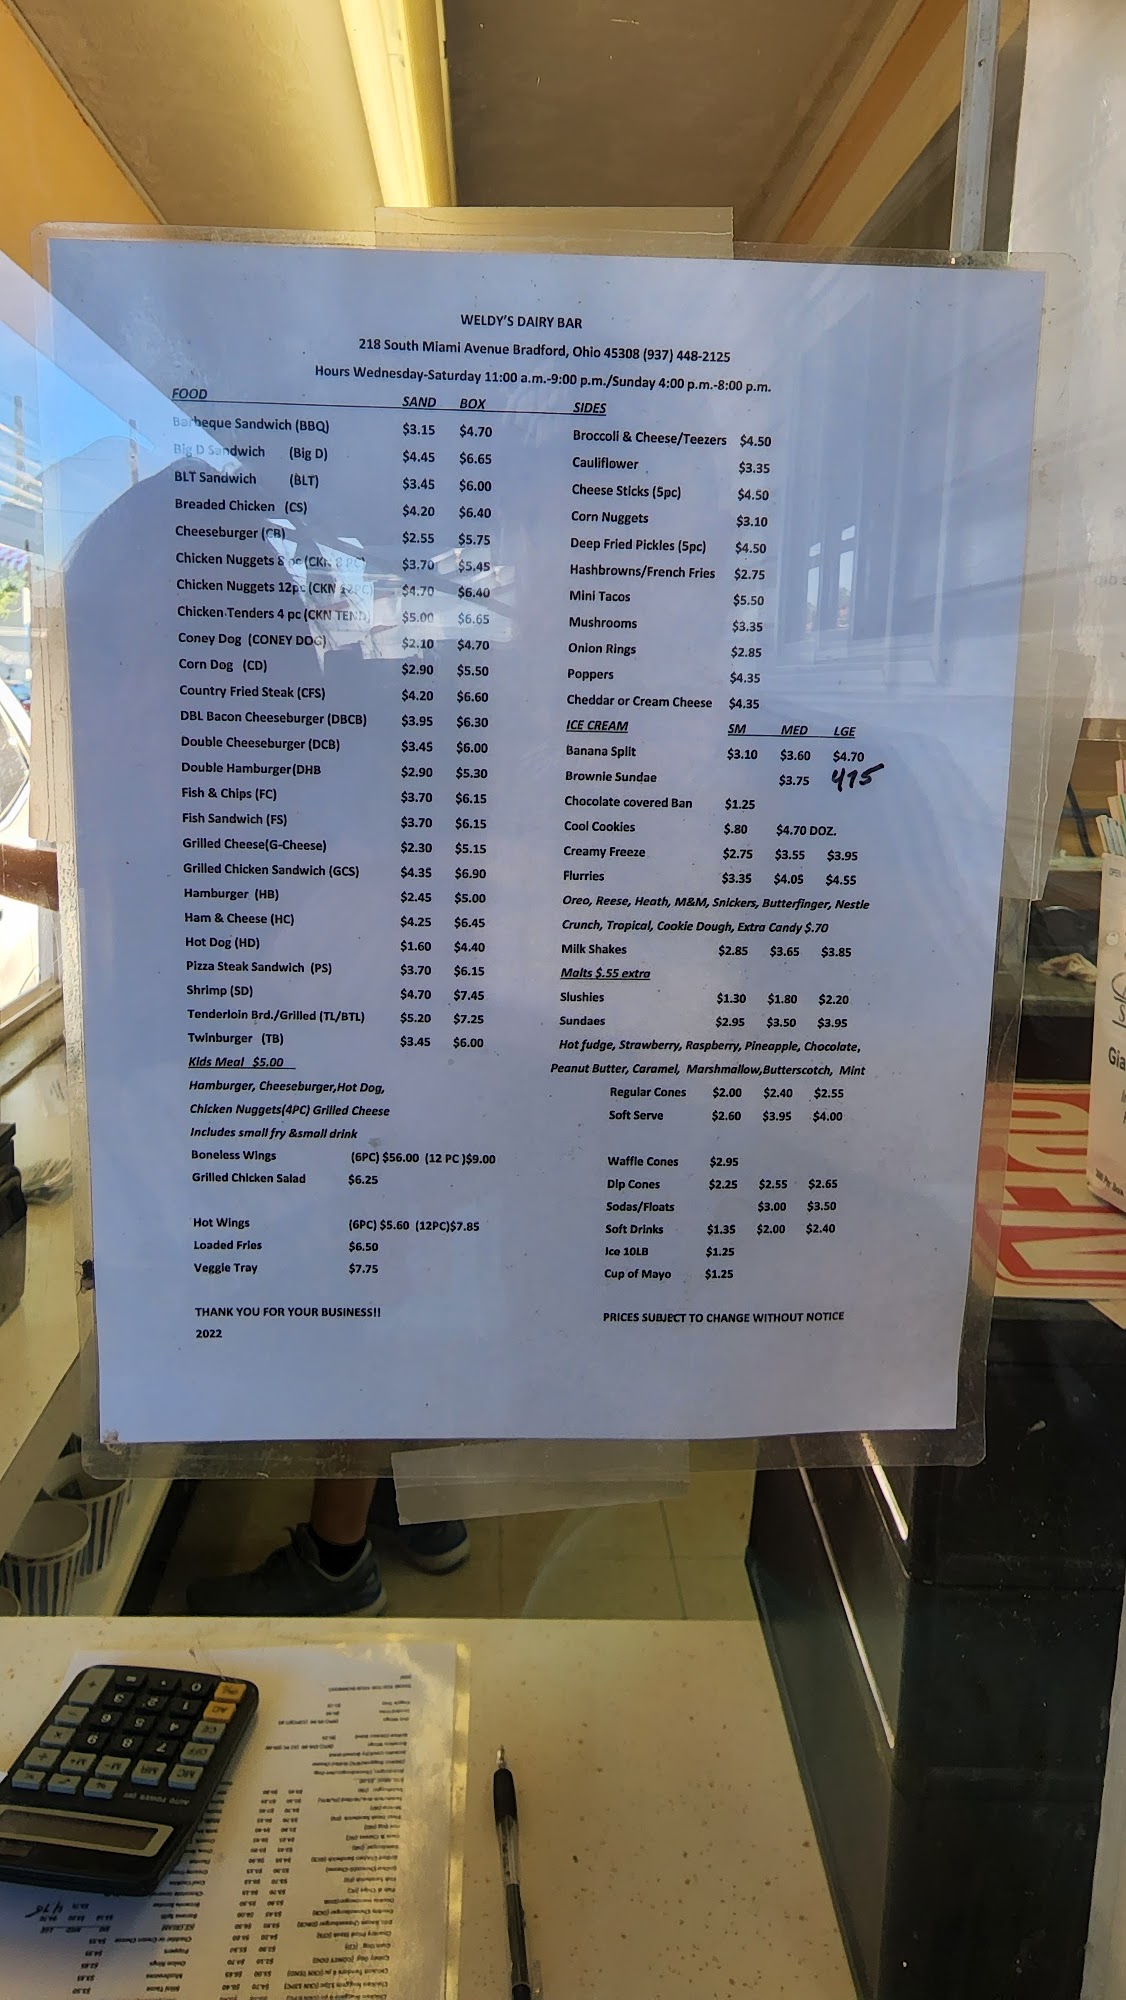 WELDY'S DAIRY BAR
218 South Miami Avenue Bradford, Ohio 45308 (937) 448-2125
Hours Wednesday-Saturday 11:00 a.m.-9:00 p.m./Sunday 4:00 p.m.-8:00 p.m.
FOOD SAND BOX
Barbeque Sandwich (BBQ) $3.15 $4.70
Big D Sandwich (Big D) $4.45 $6.65
BLT Sandwich (BLT) $3.45 $6.00
Breaded Chicken (CS) $4.20 $6.40
Cheeseburger (CB) $2.55 $5.75
Chicken Nuggets 8 pc (CKN 8 PC) $3.70 $5.45
Chicken Nuggets 12pc (CKN 12PC) $4.70 $6.40
Chicken Tenders 4 pc (CKN TEND) $5.00 $6.65
Coney Dog (CONEY DOG) $2.10 $4.70
Corn Dog (CD) $2.90 $5.50
Country Fried Steak (CFS) $4.20 $6.60
DBL Bacon Cheeseburger (DBCB) $3.95 $6.30
Double Cheeseburger (DCB) $3.45 $6.00
Double Hamburger(DHB $2.90 $5.30
Fish & Chips (FC) $3.70 $6.15
Fish Sandwich (FS) $3.70 $6.15
Grilled Cheese(G-Cheese) $2.30 $5.15
Grilled Chicken Sandwich (GCS) $4.35 $6.90
Hamburger (HB) $2.45 $5.00
Ham & Cheese (HC) $4.25 $6.45
Hot Dog (HD) $1.60 $4.40
Pizza Steak Sandwich (PS) $3.70 $6.15
Shrimp (SD) $4.70 $7.45
Tenderloin Brd./Grilled (TL/BTL) $5.20 $7.25
Twinburger (TB) $3.45 $6.00
Kids Meal $5.00
Hamburger, Cheeseburger,Hot Dog,
Chicken Nuggets(4PC) Grilled Cheese
Includes small fry &small drink
Boneless Wings (6PC) $56.00 (12 PC )$9.00
Grilled Chicken Salad $6.25
Hot Wings (6PC) $5.60 (12PC)$7.85
Loaded Fries $6.50
Veggie Tray $7.75
THANK YOU FOR YOUR BUSINESS!!
2022
SIDES
Broccoli & Cheese/Teezers $4.50
Cauliflower $3.35
Cheese Sticks (5pc) $4.50
Corn Nuggets $3.10
Deep Fried Pickles (5pc) $4.50
Hashbrowns/French Fries $2.75
Mini Tacos $5.50
Mushrooms $3.35
Onion Rings $2.85
Poppers $4.35
Cheddar or Cream Cheese $4.35
ICE CREAM SM MED LGE
Banana Split $3.10 $3.60 $4.70
Brownie Sundae $3.75 475
Chocolate covered Ban $1.25
Cool Cookies $.80 $4.70 DOZ.
Creamy Freeze $2.75 $3.55 $3.95
Flurries $3.35 $4.05 $4.55
Oreo, Reese, Heath, M&M, Snickers, Butterfinger, Nestle
Crunch, Tropical, Cookie Dough, Extra Candy $.70
Milk Shakes $2.85 $3.65 $3.85
Malts $.55 extra
Slushies $1.30 $1.80 $2.20
Sundaes $2.95 $3.50 $3.95
Hot fudge, Strawberry, Raspberry, Pineapple, Chocolate,
Peanut Butter, Caramel, Marshmallow,Butterscotch, Mint
Regular Cones $2.00 $2.40 $2.55
Soft Serve $2.60 $3.95 $4.00
Waffle Cones $2.95
Dip Cones $2.25 $2.55 $2.65
Sodas/Floats $3.00 $3.50
Soft Drinks $1.35 $2.00 $2.40
Ice 10LB $1.25
Cup of Mayo $1.25
PRICES SUBJECT TO CHANGE WITHOUT NOTICE